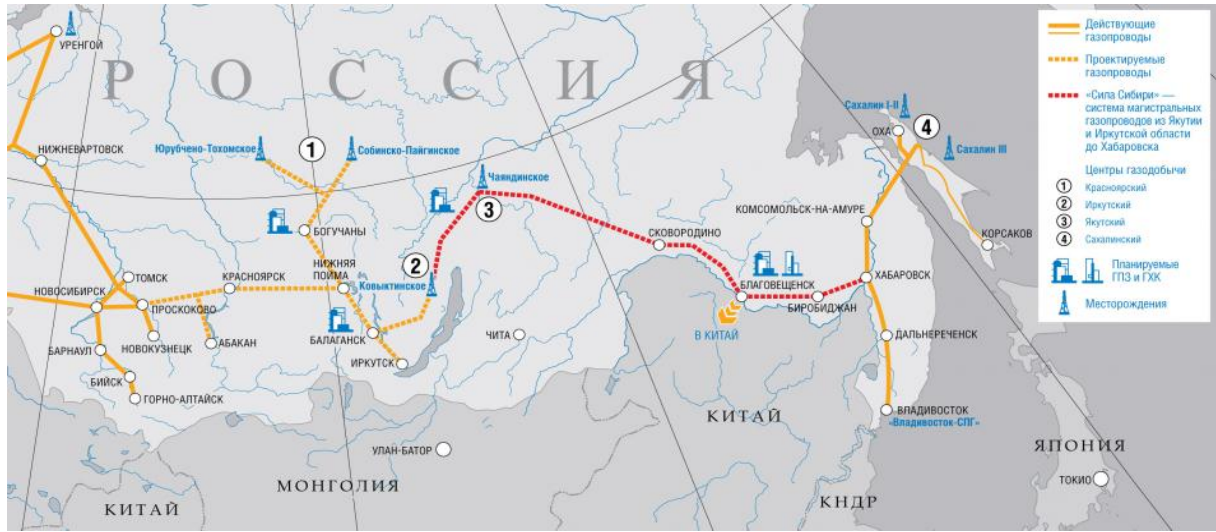 УРЕНГОЙ
РОССИЯ
НИЖНЕВАРТОВСК
Юрубчено-Тохомское
1
Собинско-Пайгинское
Чаяндинское
3
БОГУЧАНЫ
ТОМСК
КРАСНОЯРСК
НИЖНЯЯ
ПОЙМА
2
Ковыктинское
НОВОСИБИРСК
ПРОСКОКОВО
БАРНАУЛ
НОВОКУЗНЕЦК
АБАКАН
БАЛАГАНСК
ИРКУТСК
ЧИТА
БИЙСК
ГОРНО-АЛТАЙСК
УЛАН-БАТОР
МОНГОЛИЯ
КИТАЙ
СКОВОРОДИНО
БЛАГОВЕЩЕНСК
БИРОБИДЖАН
В КИТАЙ
КИТАЙ
Сахалин I-II
ОХА
4
Сахалин III
КОМСОМОЛЬСК-НА-АМУРЕ
КОРСАКОВ
ХАБАРОВСК
ДАЛЬНЕРЕЧЕНСК
ВЛАДИВОСТОК
«Владивосток-СПГ»
КНДР
ЯПОНИЯ
ТОКИО
Действующие
газопроводы
Проектируемые
газопроводы
«Сила Сибири» —
система магистральных
газопроводов из Якутии
и Иркутской области
до Хабаровска
Центры газодобычи
1 Красноярский
2 Иркутский
3 Якутский
4 Сахалинский
Планируемые
ГПЗ и ГХК
Месторождения